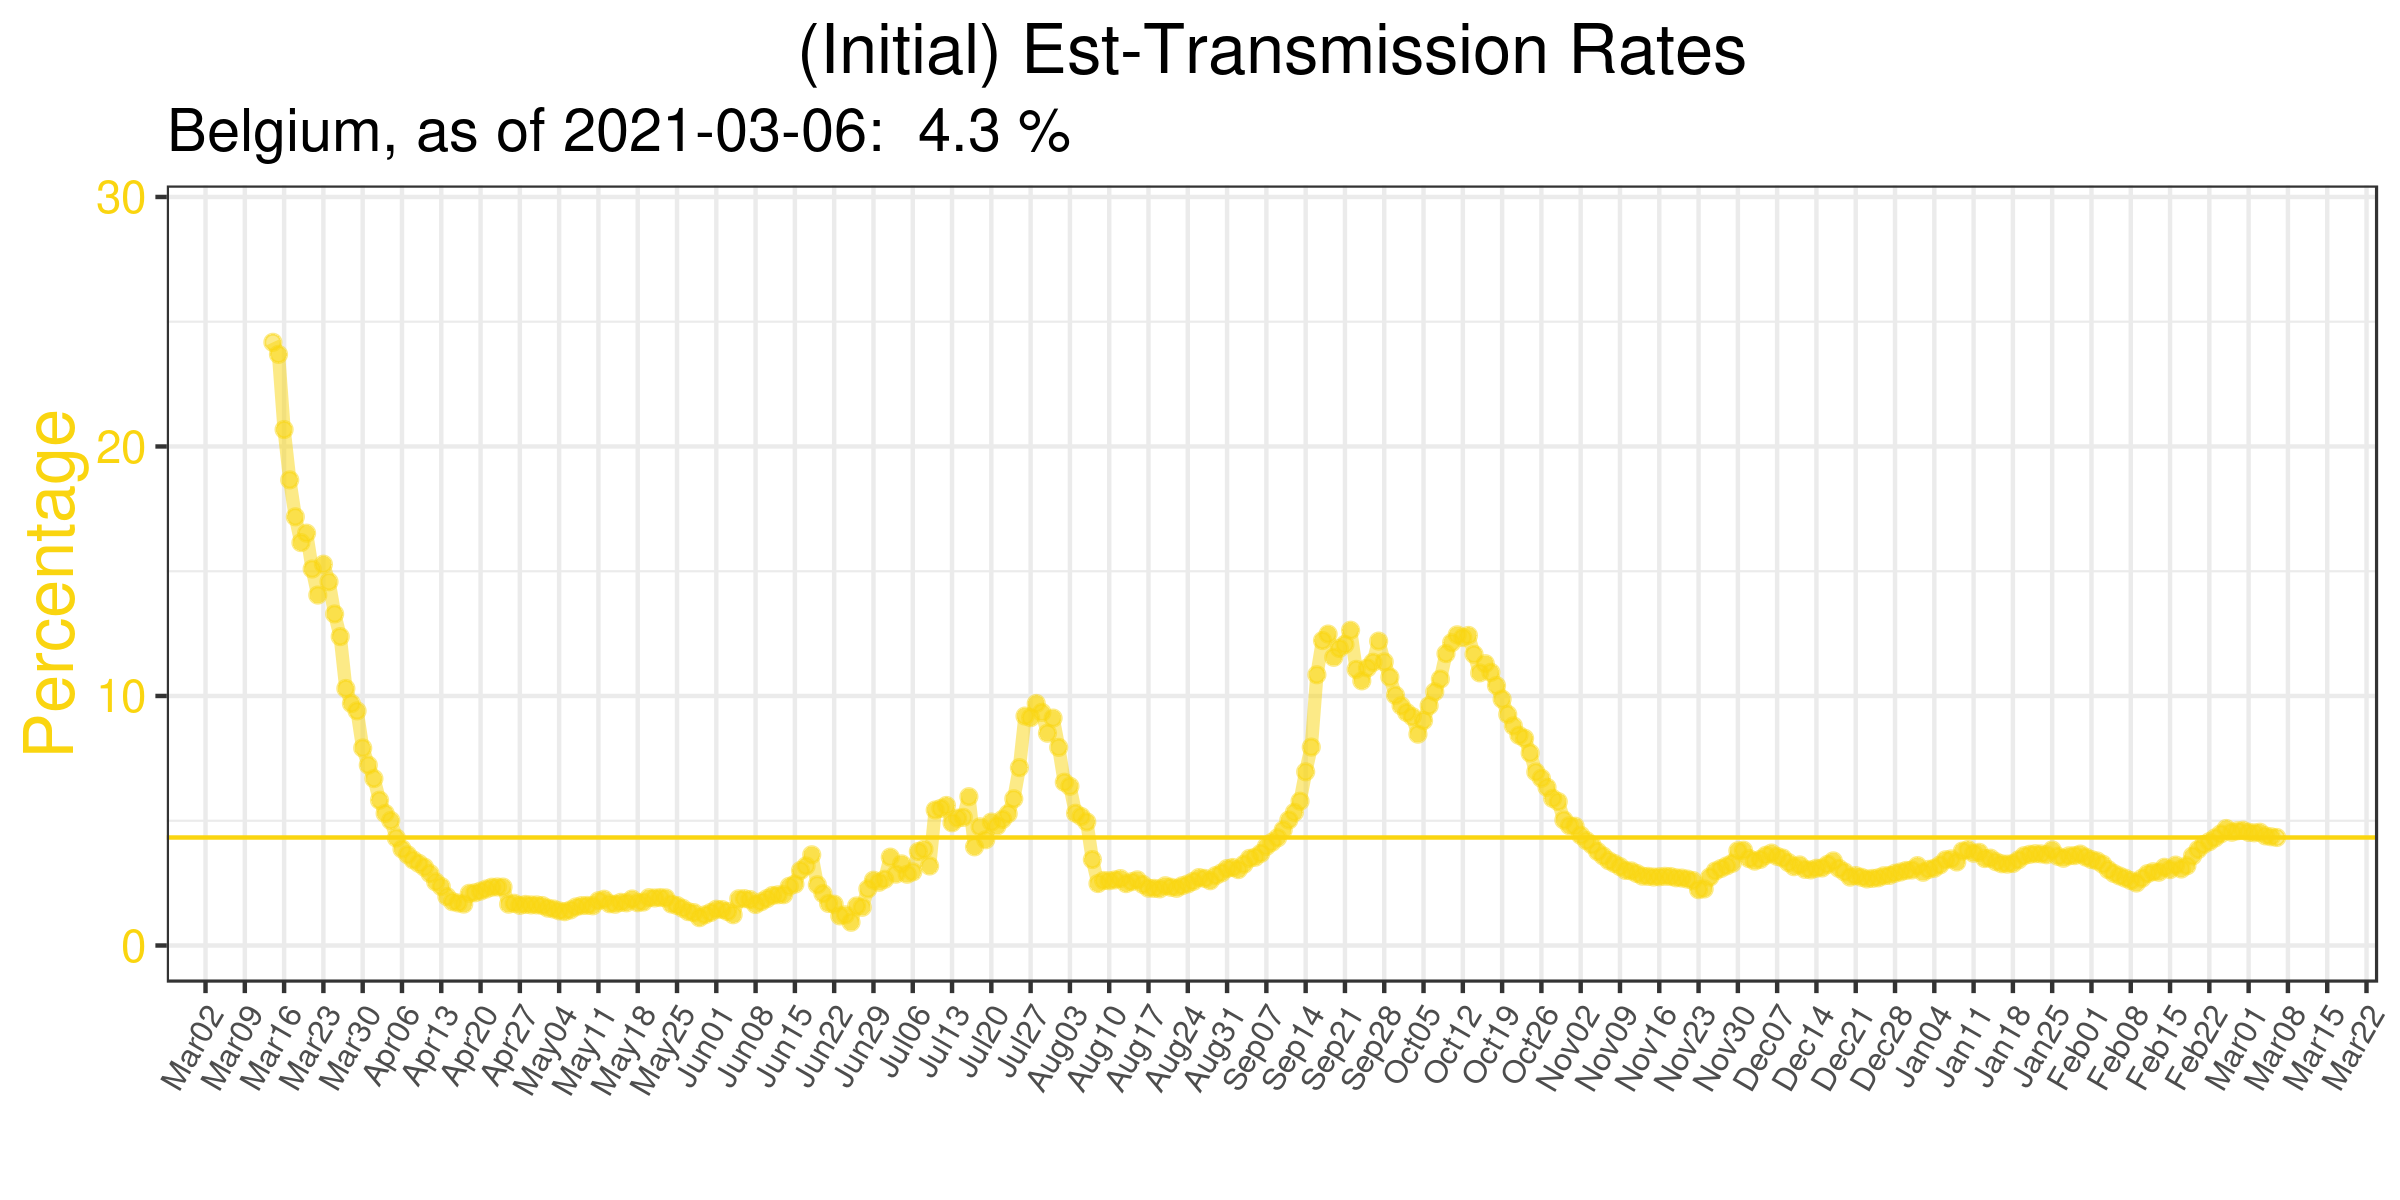 (Initial) Est-Transmission Rates
Belgium, as of 2021-03-06:  4.3 %
Percentage
30
20
10
0
Mar02
Mar09
Mar16
Mar23
Mar30
Apr06
Apr13
Apr20
Apr27
May04
May11
May18
May25
Jun01
Jun08
Jun15
Jun22
Jun29
Jul06
Jul13
Jul20
Jul27
Aug03
Aug10
Aug17
Aug24
Aug31
Sep07
Sep14
Sep21
Sep28
Oct05
Oct12
Oct19
Oct26
Nov02
Nov09
Nov16
Nov23
Nov30
Dec07
Dec14
Dec21
Dec28
Jan04
Jan11
Jan18
Jan25
Feb01
Feb08
Feb15
Feb22
Mar01
Mar08
Mar15
Mar22